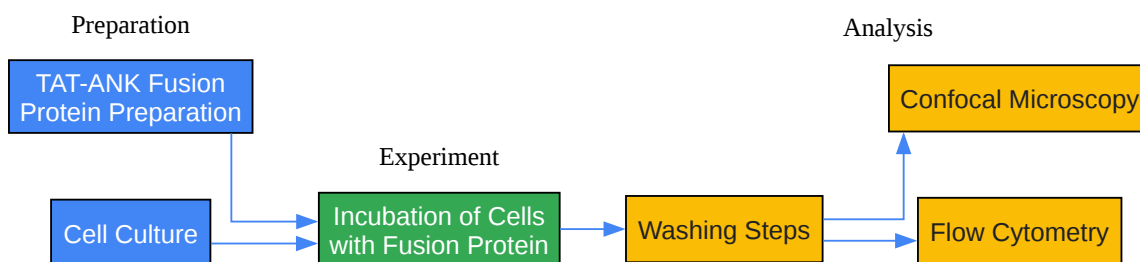 Preparation
Analysis
TAT-ANK Fusion
Protein Preparation
Confocal Microscopy
Experiment
Cell Culture
Incubation of Cells
with Fusion Protein
Washing Steps
Flow Cytometry